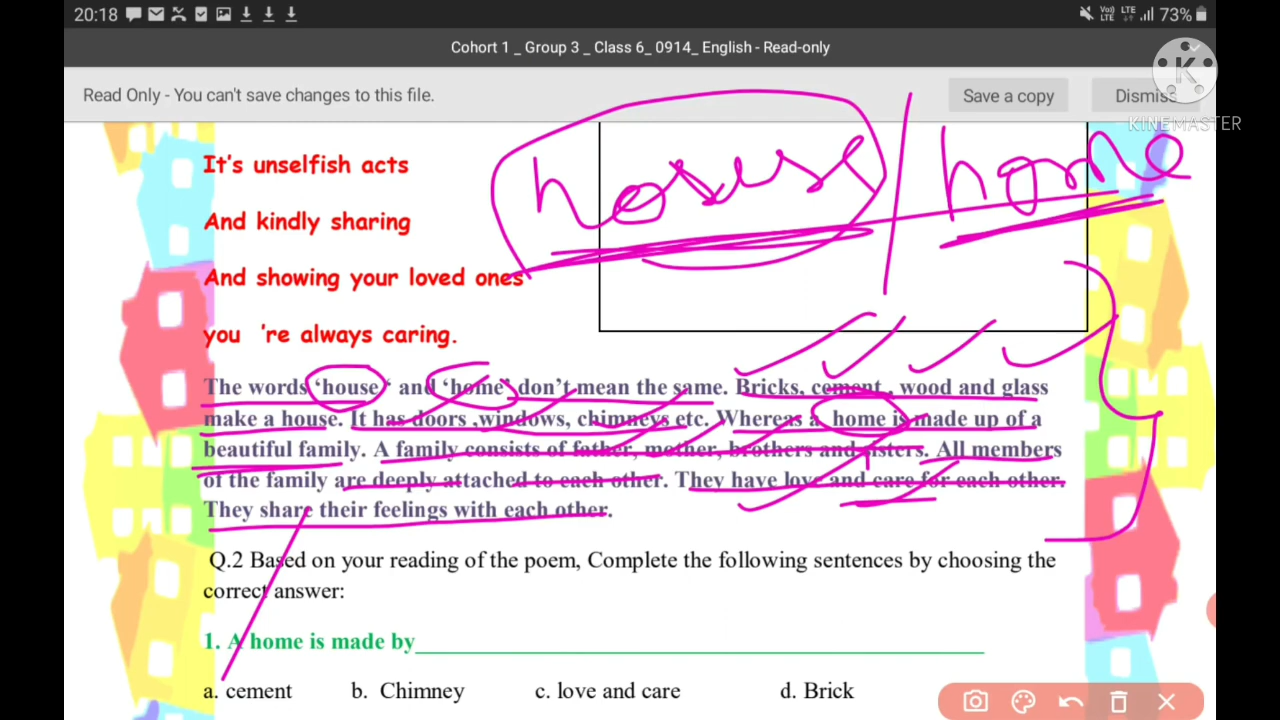 20:18 Vo) LTE LTE 73%
Cohort 1 _ Group 3 _ Class 6_ 0914_ English - Read-only
Read Only - You can't save changes to this file. Save a copy Dismiss
K
KINEMASTER
house / home
It's unselfish acts
And kindly sharing
And showing your loved ones
you 're always caring.
The words 'house' and 'home' don't mean the same. Bricks, cement , wood and glass
make a house. It has doors ,windows, chimneys etc. Whereas a home is made up of a
beautiful family. A family consists of father, mother, brothers and sisters. All members
of the family are deeply attached to each other. They have love and care for each other.
They share their feelings with each other.
Q.2 Based on your reading of the poem, Complete the following sentences by choosing the
correct answer:
1. A home is made by____________________
a. cement b. Chimney c. love and care d. Brick